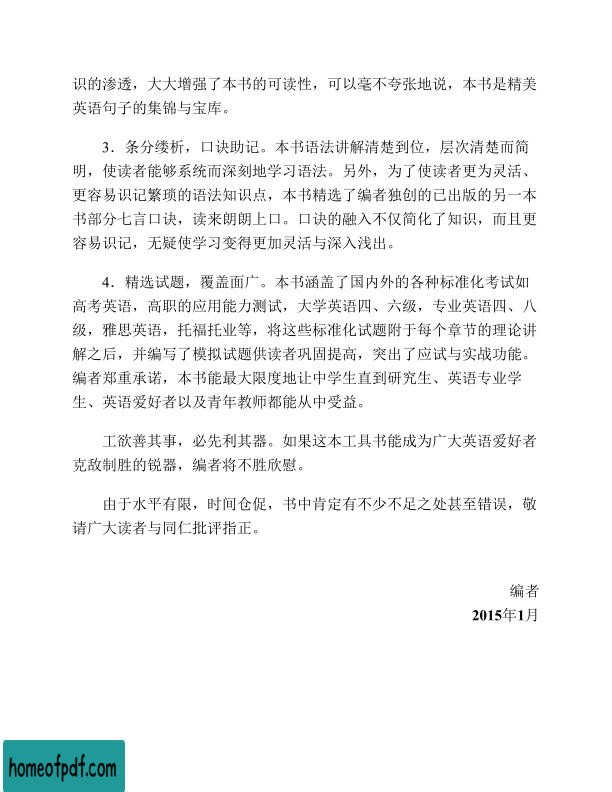 识的渗透，大大增强了本书的可读性，可以毫不夸张地说，本书是精美
英语句子的集锦与宝库。
3．条分缕析，口诀助记。本书语法讲解清楚到位，层次清楚而简
明，使读者能够系统而深刻地学习语法。另外，为了使读者更为灵活、
更容易识记繁琐的语法知识点，本书精选了编者独创的已出版的另一本
书部分七言口诀，读来朗朗上口。口诀的融入不仅简化了知识，而且更
容易识记，无疑使学习变得更加灵活与深入浅出。
4．精选试题，覆盖面广。本书涵盖了国内外的各种标准化考试如
高考英语，高职的应用能力测试，大学英语四、六级，专业英语四、八
级，雅思英语，托福托业等，将这些标准化试题附于每个章节的理论讲
解之后，并编写了模拟试题供读者巩固提高，突出了应试与实战功能。
编者郑重承诺，本书能最大限度地让中学生直到研究生、英语专业学
生、英语爱好者以及青年教师都能从中受益。
工欲善其事，必先利其器。如果这本工具书能成为广大英语爱好者
克敌制胜的锐器，编者将不胜欣慰。
由于水平有限，时间仓促，书中肯定有不少不足之处甚至错误，敬
请广大读者与同仁批评指正。
编者
2015年1月
homeofpdf.com